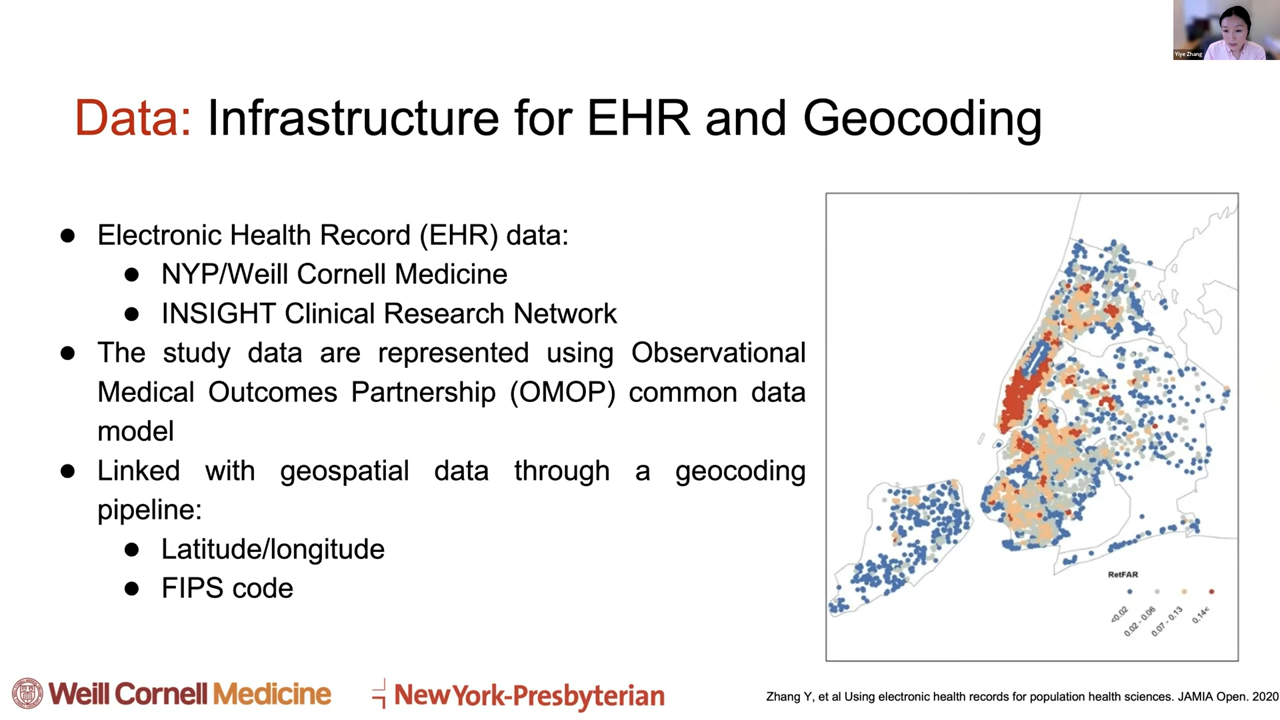 Yiye Zhang
Data: Infrastructure for EHR and Geocoding
● Electronic Health Record (EHR) data:
● NYP/Weill Cornell Medicine
● INSIGHT Clinical Research Network
● The study data are represented using Observational
Medical Outcomes Partnership (OMOP) common data
model
● Linked with geospatial data through a geocoding
pipeline:
● Latitude/longitude
● FIPS code
RetFAR
<0.02
0.02 - 0.06
0.07 - 0.13
0.14<
Weill Cornell Medicine
NewYork-Presbyterian
Zhang Y, et al Using electronic health records for population health sciences. JAMIA Open. 2020